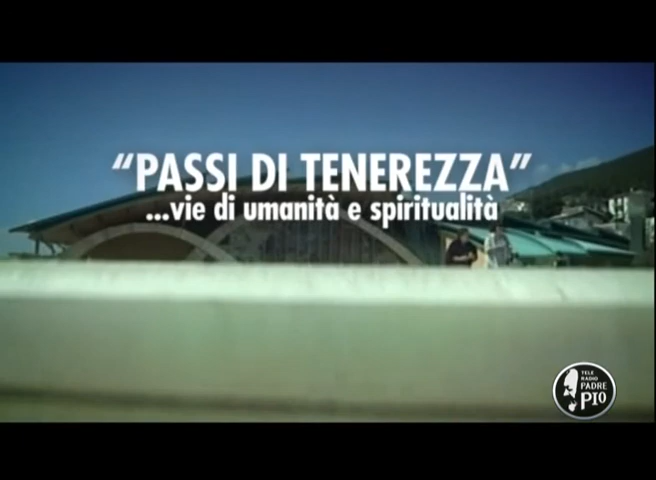 “PASSI DI TENEREZZA”
...vie di umanità e spiritualità
TELE
RADIO
PADRE
PIO